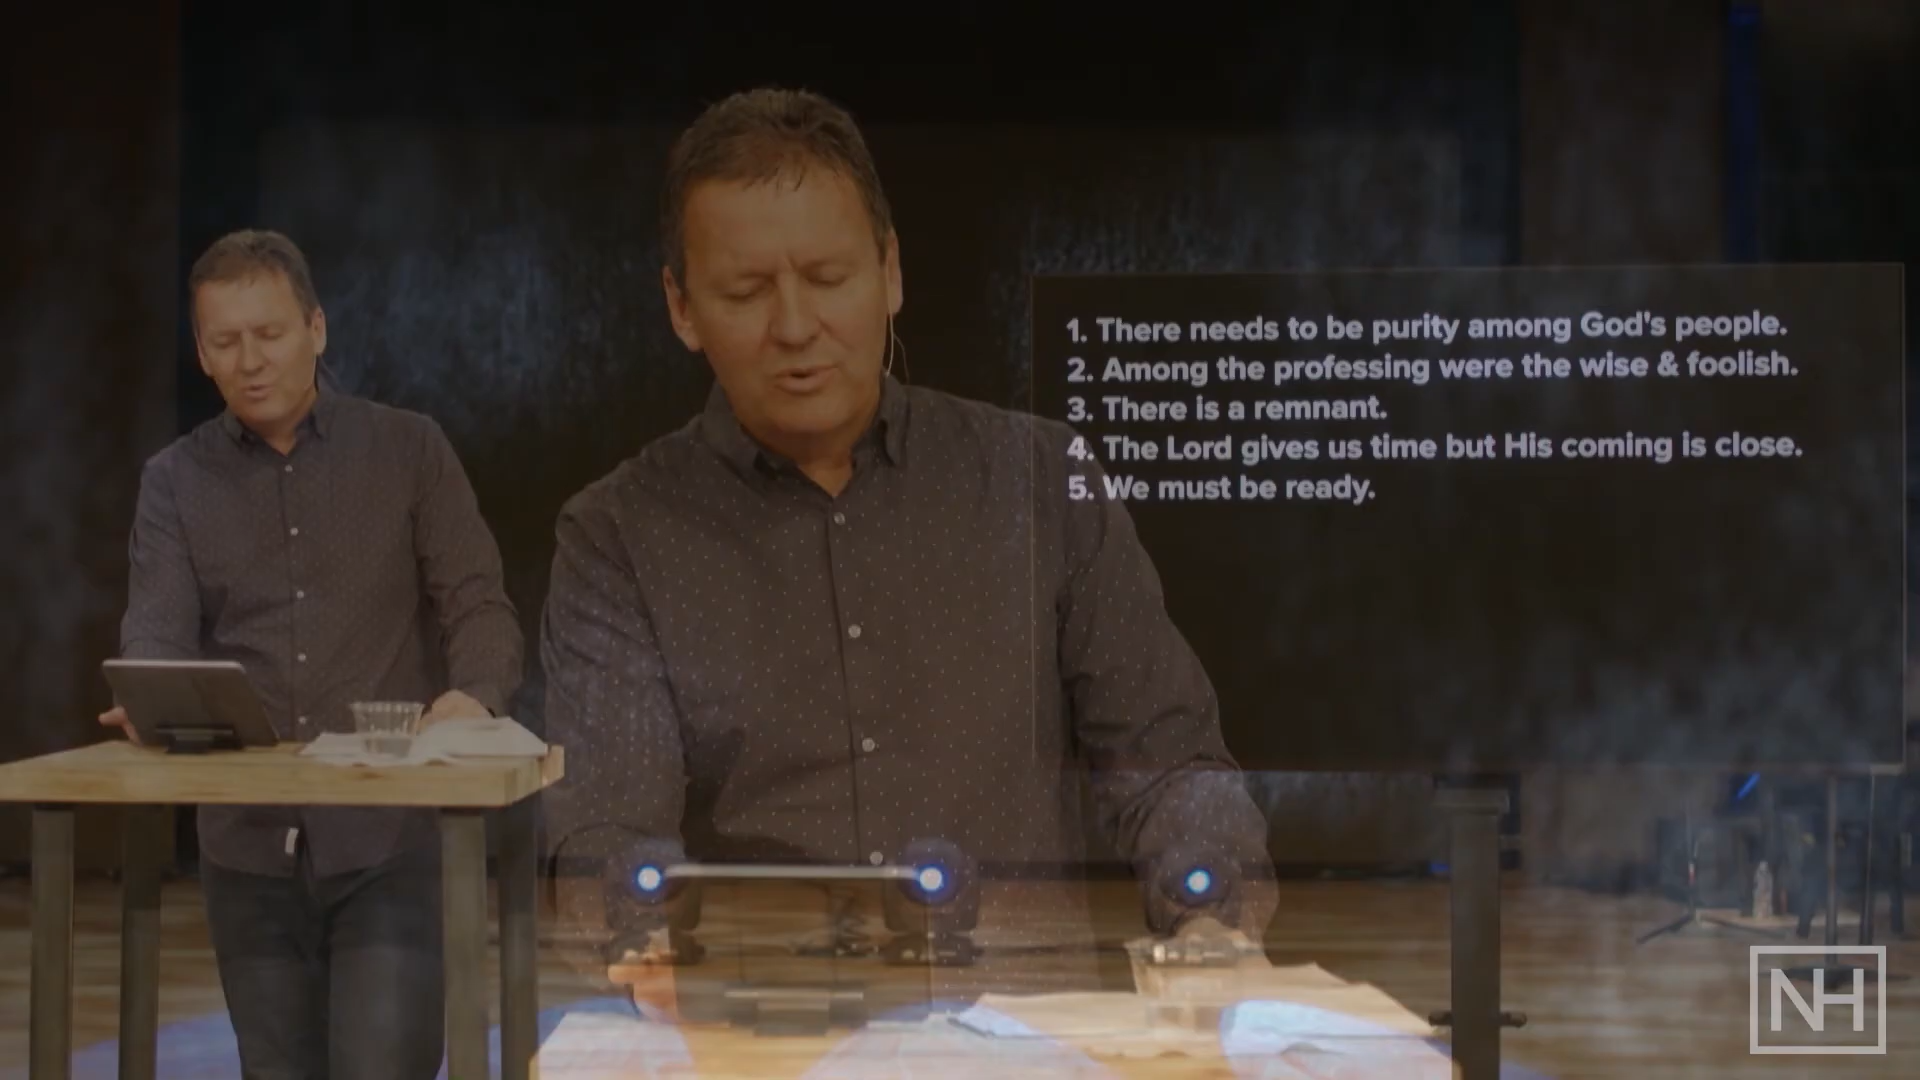 1. There needs to be purity among God's people.
2. Among the professing were the wise & foolish.
3. There is a remnant.
4. The Lord gives us time but His coming is close.
5. We must be ready.
NH